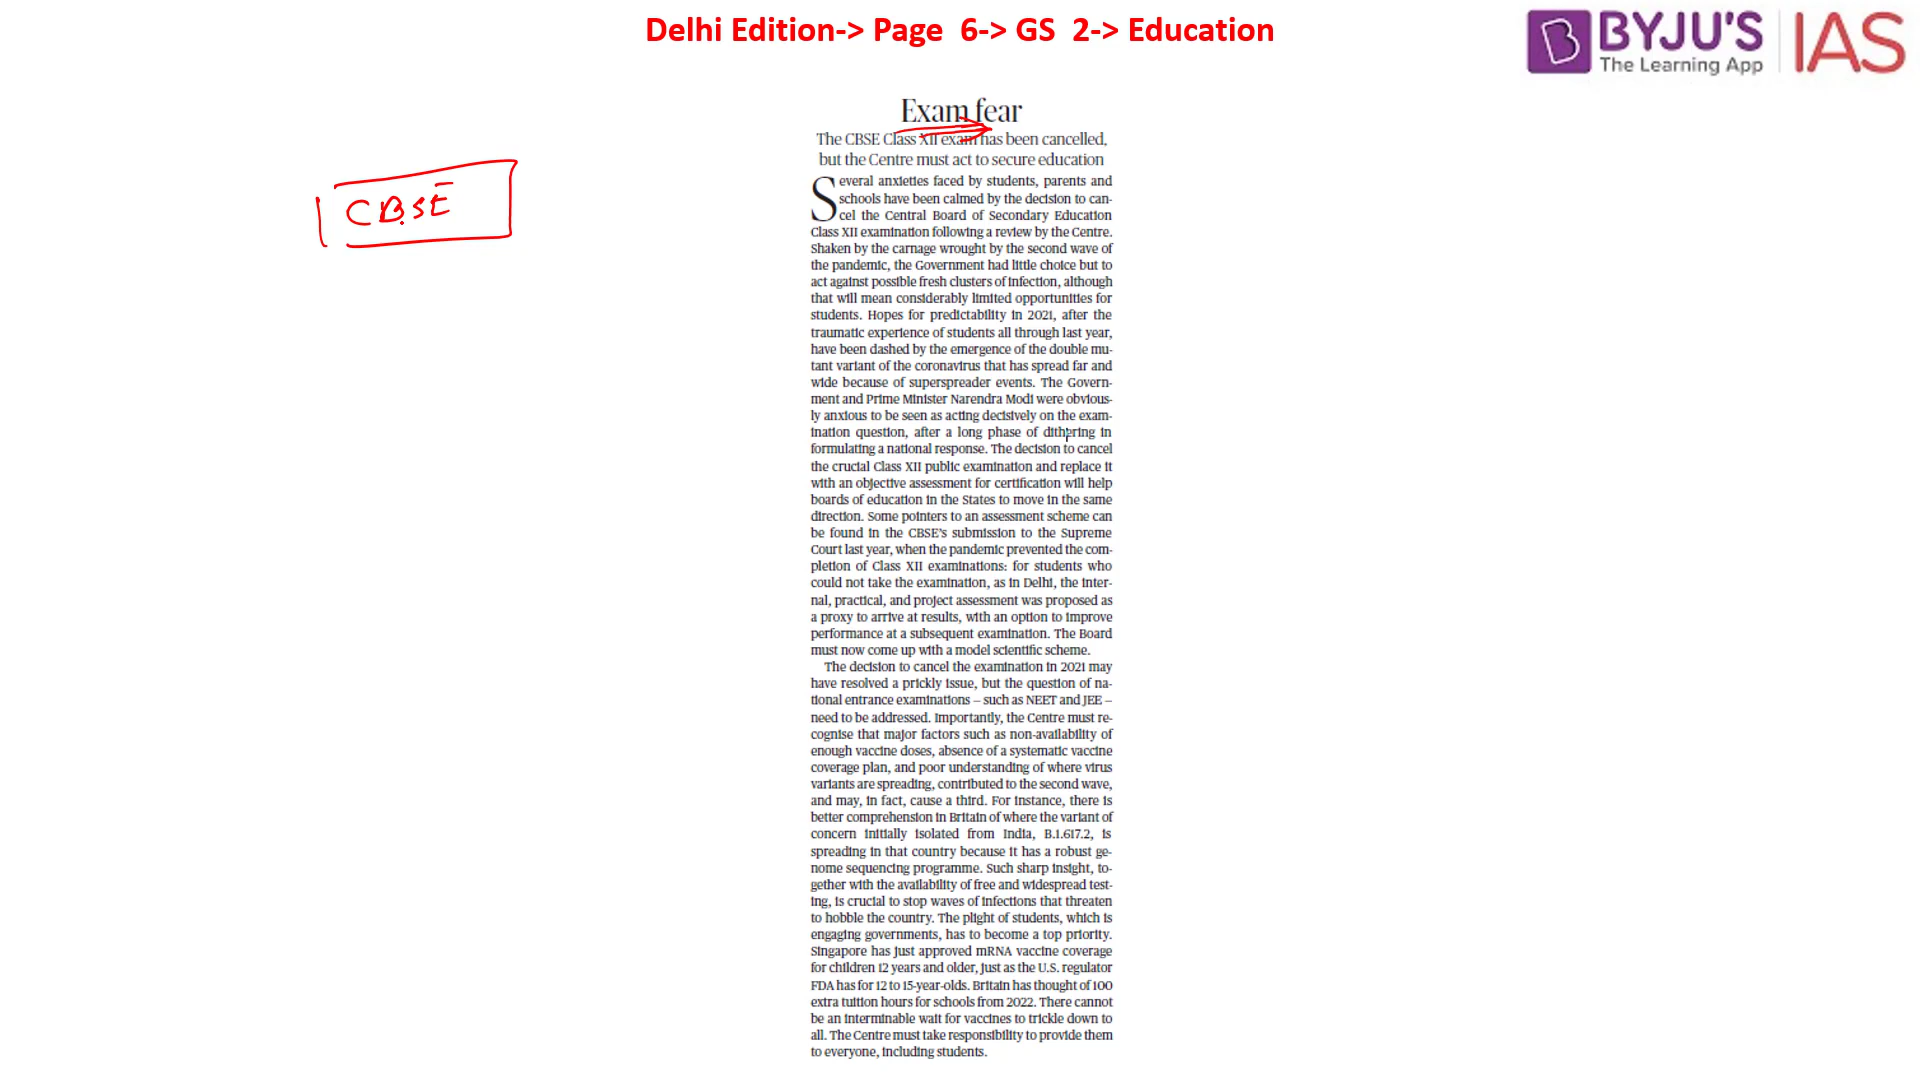 Delhi Edition-> Page 6-> GS 2-> Education
BYJU'S
The Learning App
IAS
Exam fear
The CBSE Class XII exam has been cancelled,
but the Centre must act to secure education
CBSE
Several anxieties faced by students, parents and
schools have been calmed by the decision to can-
cel the Central Board of Secondary Education
Class XII examination following a review by the Centre.
Shaken by the carnage wrought by the second wave of
the pandemic, the Government had little choice but to
act against possible fresh clusters of infection, although
that will mean considerably limited opportunities for
students. Hopes for predictability in 2021, after the
traumatic experience of students all through last year,
have been dashed by the emergence of the double mu-
tant variant of the coronavirus that has spread far and
wide because of superspreader events. The Govern-
ment and Prime Minister Narendra Modi were obvious-
ly anxious to be seen as acting decisively on the exam-
ination question, after a long phase of dithering in
formulating a national response. The decision to cancel
the crucial Class XII public examination and replace it
with an objective assessment for certification will help
boards of education in the States to move in the same
direction. Some pointers to an assessment scheme can
be found in the CBSE's submission to the Supreme
Court last year, when the pandemic prevented the com-
pletion of Class XII examinations: for students who
could not take the examination, as in Delhi, the inter-
nal, practical, and project assessment was proposed as
a proxy to arrive at results, with an option to improve
performance at a subsequent examination. The Board
must now come up with a model scientific scheme.
The decision to cancel the examination in 2021 may
have resolved a prickly issue, but the question of na-
tional entrance examinations – such as NEET and JEE –
need to be addressed. Importantly, the Centre must re-
cognise that major factors such as non-availability of
enough vaccine doses, absence of a systematic vaccine
coverage plan, and poor understanding of where virus
variants are spreading, contributed to the second wave,
and may, in fact, cause a third. For instance, there is
better comprehension in Britain of where the variant of
concern initially isolated from India, B.1.617.2, is
spreading in that country because it has a robust ge-
nome sequencing programme. Such sharp insight, to-
gether with the availability of free and widespread test-
ing, is crucial to stop waves of infections that threaten
to hobble the country. The plight of students, which is
engaging governments, has to become a top priority.
Singapore has just approved mRNA vaccine coverage
for children 12 years and older, just as the U.S. regulator
FDA has for 12 to 15-year-olds. Britain has thought of 100
extra tuition hours for schools from 2022. There cannot
be an interminable wait for vaccines to trickle down to
all. The Centre must take responsibility to provide them
to everyone, including students.